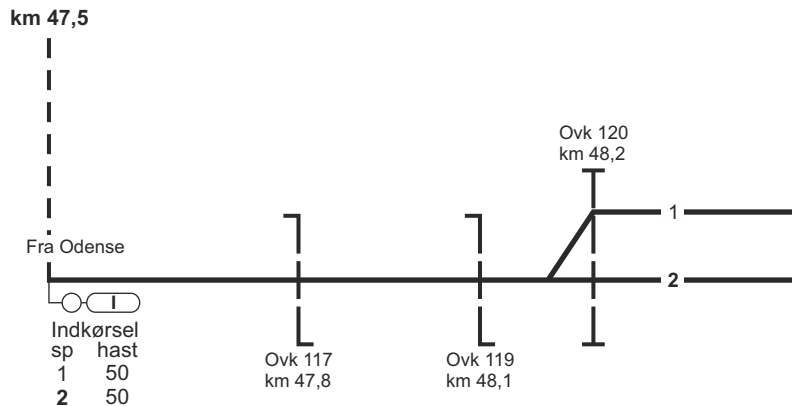 km 47,5
Ovk 120
km 48,2
1
Fra Odense
2
I
Indkørsel
sp hast
1 50
2 50
Ovk 117
km 47,8
Ovk 119
km 48,1